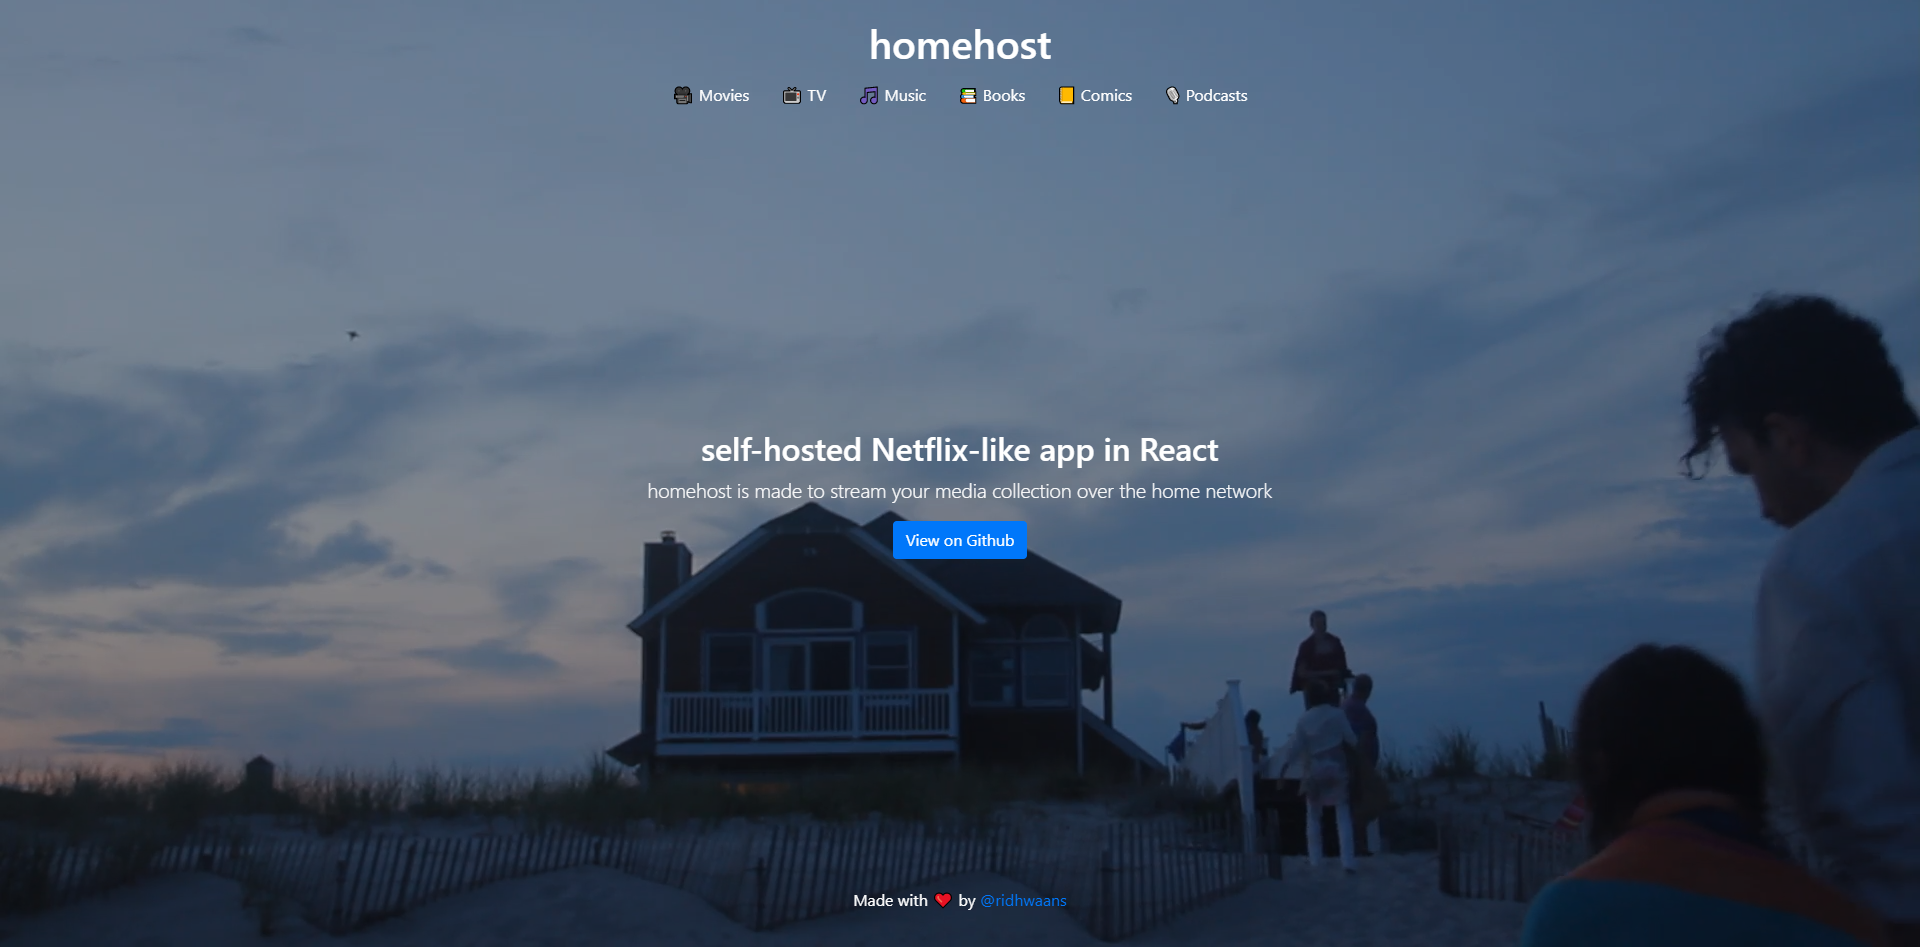 homehost
Movies TV Music Books Comics Podcasts
self-hosted Netflix-like app in React
homehost is made to stream your media collection over the home network
View on Github
Made with ❤️ by @ridhwaans